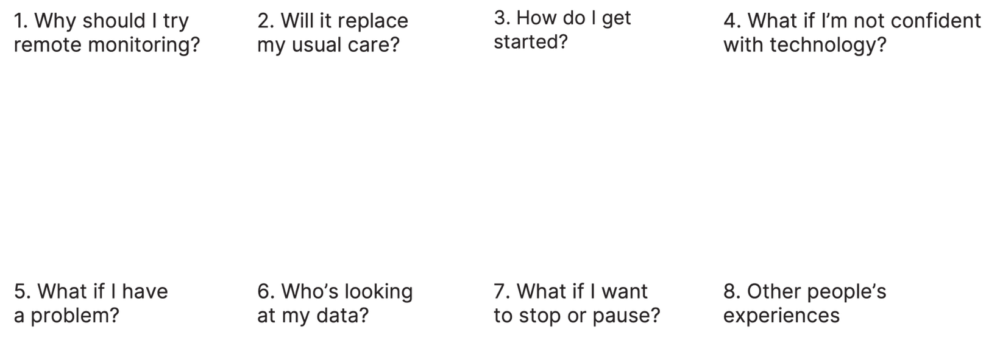 1. Why should I try
remote monitoring?
2. Will it replace
my usual care?
3. How do I get
started?
4. What if I’m not confident
with technology?
5. What if I have
a problem?
6. Who’s looking
at my data?
7. What if I want
to stop or pause?
8. Other people’s
experiences